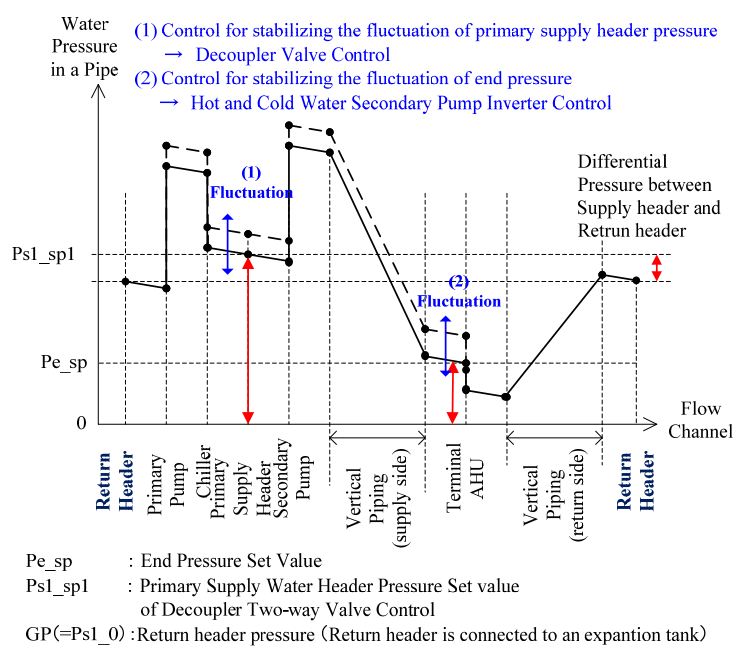 Water
Pressure
in a Pipe
(1) Control for stabilizing the fluctuation of primary supply header pressure
→ Decoupler Valve Control
(2) Control for stabilizing the fluctuation of end pressure
→ Hot and Cold Water Secondary Pump Inverter Control
(1)
Fluctuation
Differential
Pressure between
Supply header and
Retrun header
Ps1_sp1
(2)
Fluctuation
Pe_sp
0
Flow
Channel
Return
Header
Primary
Pump
Chiller
Primary
Supply
Header
Secondary
Pump
Vertical
Piping
(supply side)
Terminal
AHU
Vertical
Piping
(return side)
Return
Header
Pe_sp : End Pressure Set Value
Ps1_sp1 : Primary Supply Water Header Pressure Set value
of Decoupler Two-way Valve Control
GP(=Ps1_0) :Return header pressure (Return header is connected to an expantion tank)